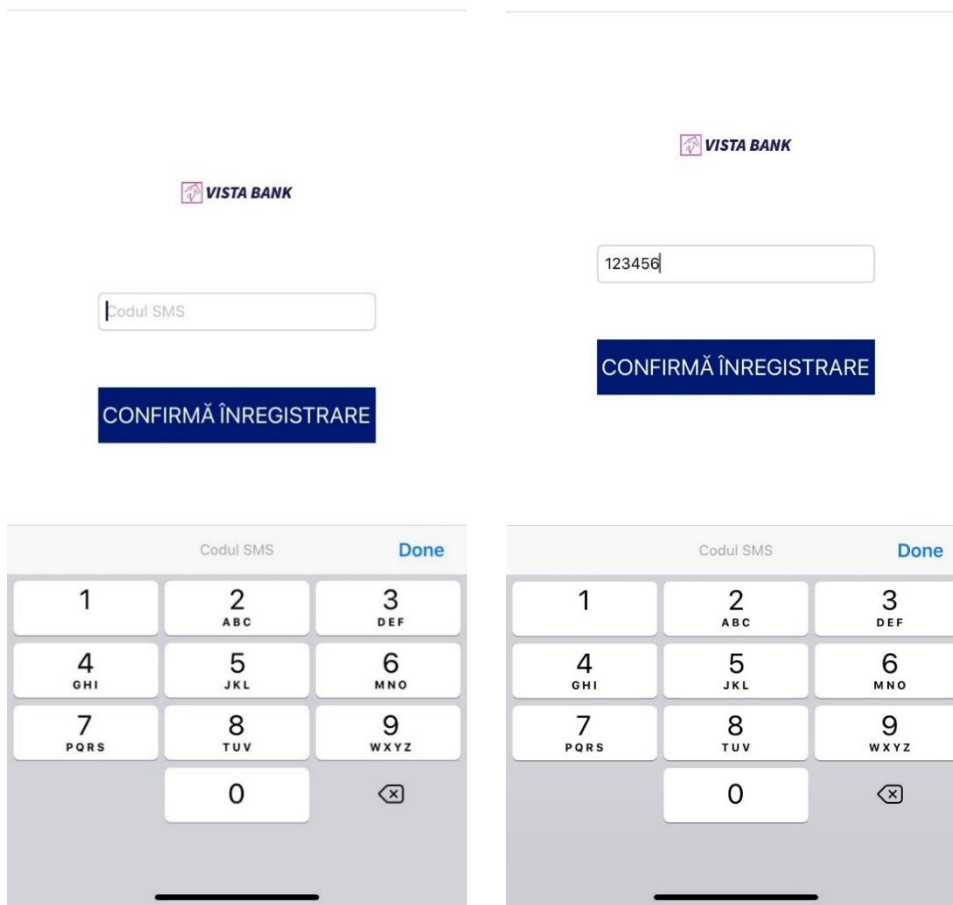 VISTA BANK
Codul SMS
CONFIRMĂ ÎNREGISTRARE
Codul SMS Done
1 2 3
ABC DEF
4 5 6
GHI JKL MNO
7 8 9
PQRS TUV WXYZ
0
VISTA BANK
123456
CONFIRMĂ ÎNREGISTRARE
Codul SMS Done
1 2 3
ABC DEF
4 5 6
GHI JKL MNO
7 8 9
PQRS TUV WXYZ
0